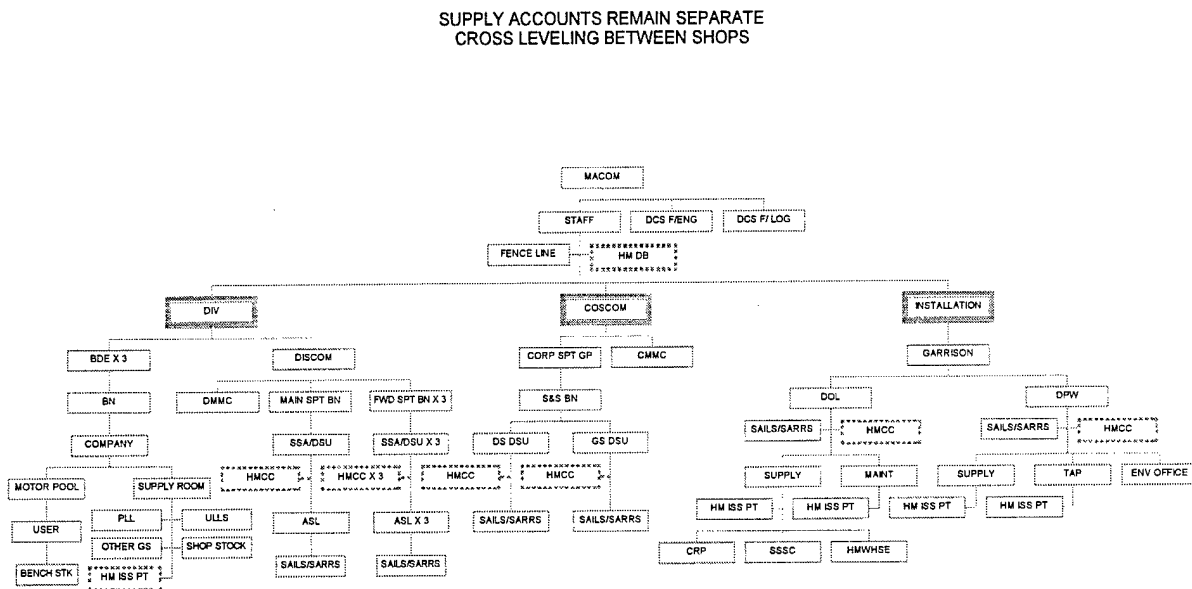 SUPPLY ACCOUNTS REMAIN SEPARATE
CROSS LEVELING BETWEEN SHOPS
MACOM
STAFF
DCS F/ENG
DCS F/ LOG
FENCE LINE
HM DB
DIV
COSCOM
INSTALLATION
BDE X 3
DISCOM
CORP SPT GP
CMMC
GARRISON
BN
DMMC
MAIN SPT BN
FWD SPT BN X 3
S&S BN
DOL
DPW
COMPANY
SSA/DSU
SSA/DSU X 3
DS DSU
GS DSU
SAILS/SARRS
HMCC
SAILS/SARRS
HMCC
HMCC
HMCC X 3
HMCC
HMCC
SUPPLY
MAINT
SUPPLY
TAP
ENV OFFICE
MOTOR POOL
SUPPLY ROOM
HM ISS PT
HM ISS PT
HM ISS PT
HM ISS PT
PLL
ULLS
ASL
ASL X 3
SAILS/SARRS
SAILS/SARRS
USER
OTHER GS
SHOP STOCK
CRP
SSSC
HMWHSE
BENCH STK
HM ISS PT
SAILS/SARRS
SAILS/SARRS